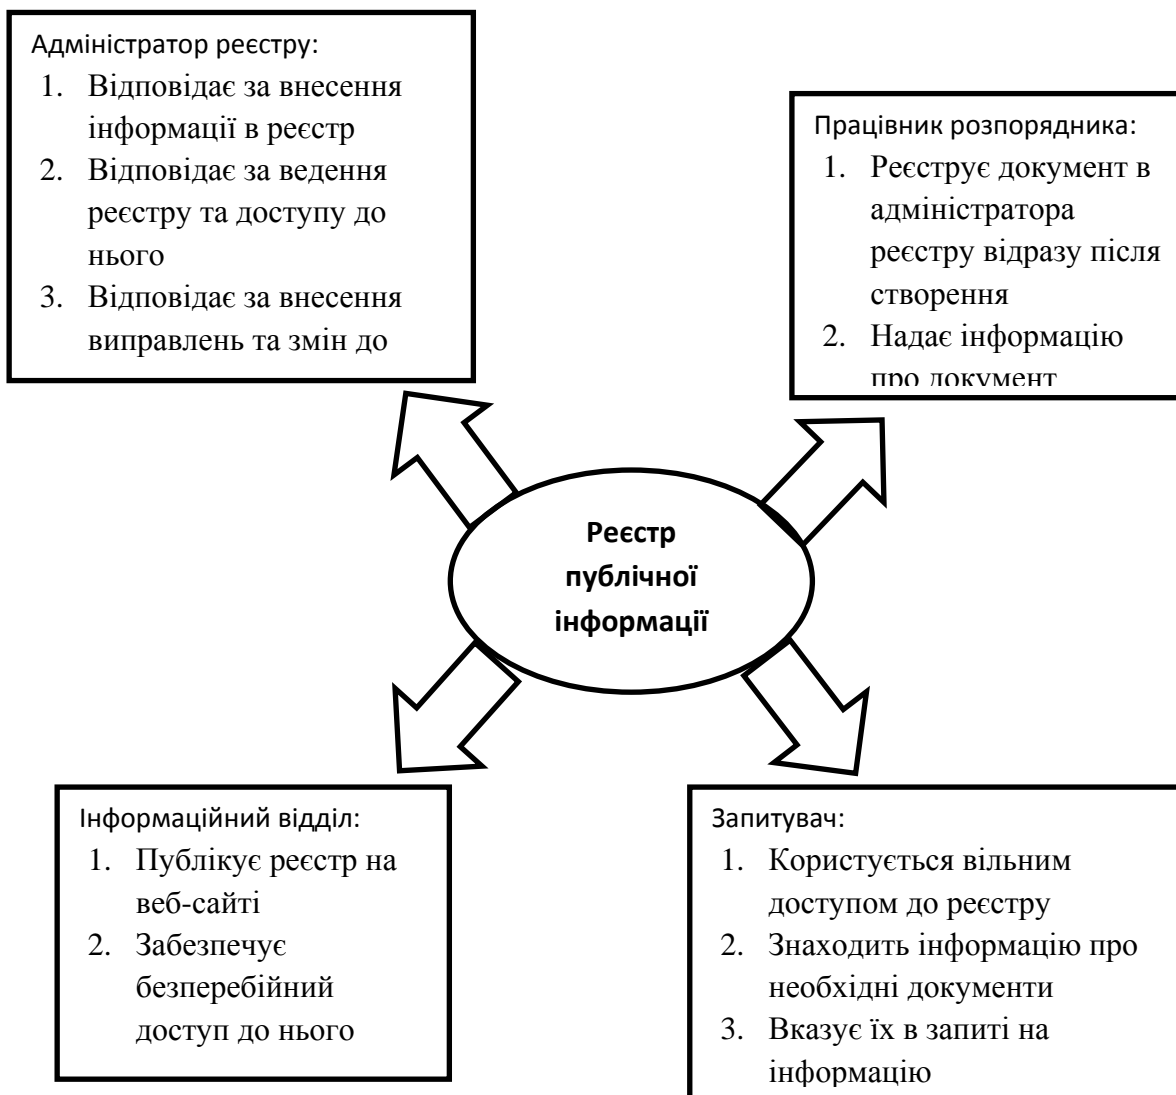 Адміністратор реєстру:
1. Відповідає за внесення
інформації в реєстр
2. Відповідає за ведення
реєстру та доступу до
нього
3. Відповідає за внесення
виправлень та змін до
Працівник розпорядника:
1. Реєструє документ в
адміністратора
реєстру відразу після
створення
2. Надає інформацію
про документ
Реєстр
публічної
інформації
Інформаційний відділ:
1. Публікує реєстр на
веб-сайті
2. Забезпечує
безперебійний
доступ до нього
Запитувач:
1. Користується вільним
доступом до реєстру
2. Знаходить інформацію про
необхідні документи
3. Вказує їх в запиті на
інформацію